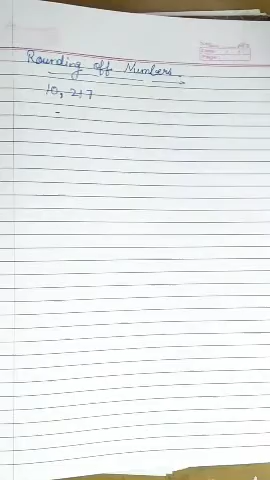 Rounding off Numbers.
10, 217
=